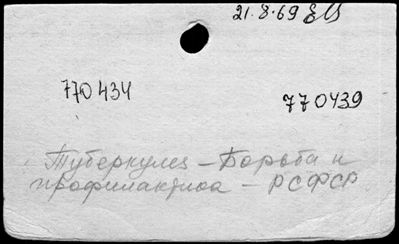 21.8.69
770434
770439
Туберкулез – Борьба и
профилактика – РСФСР